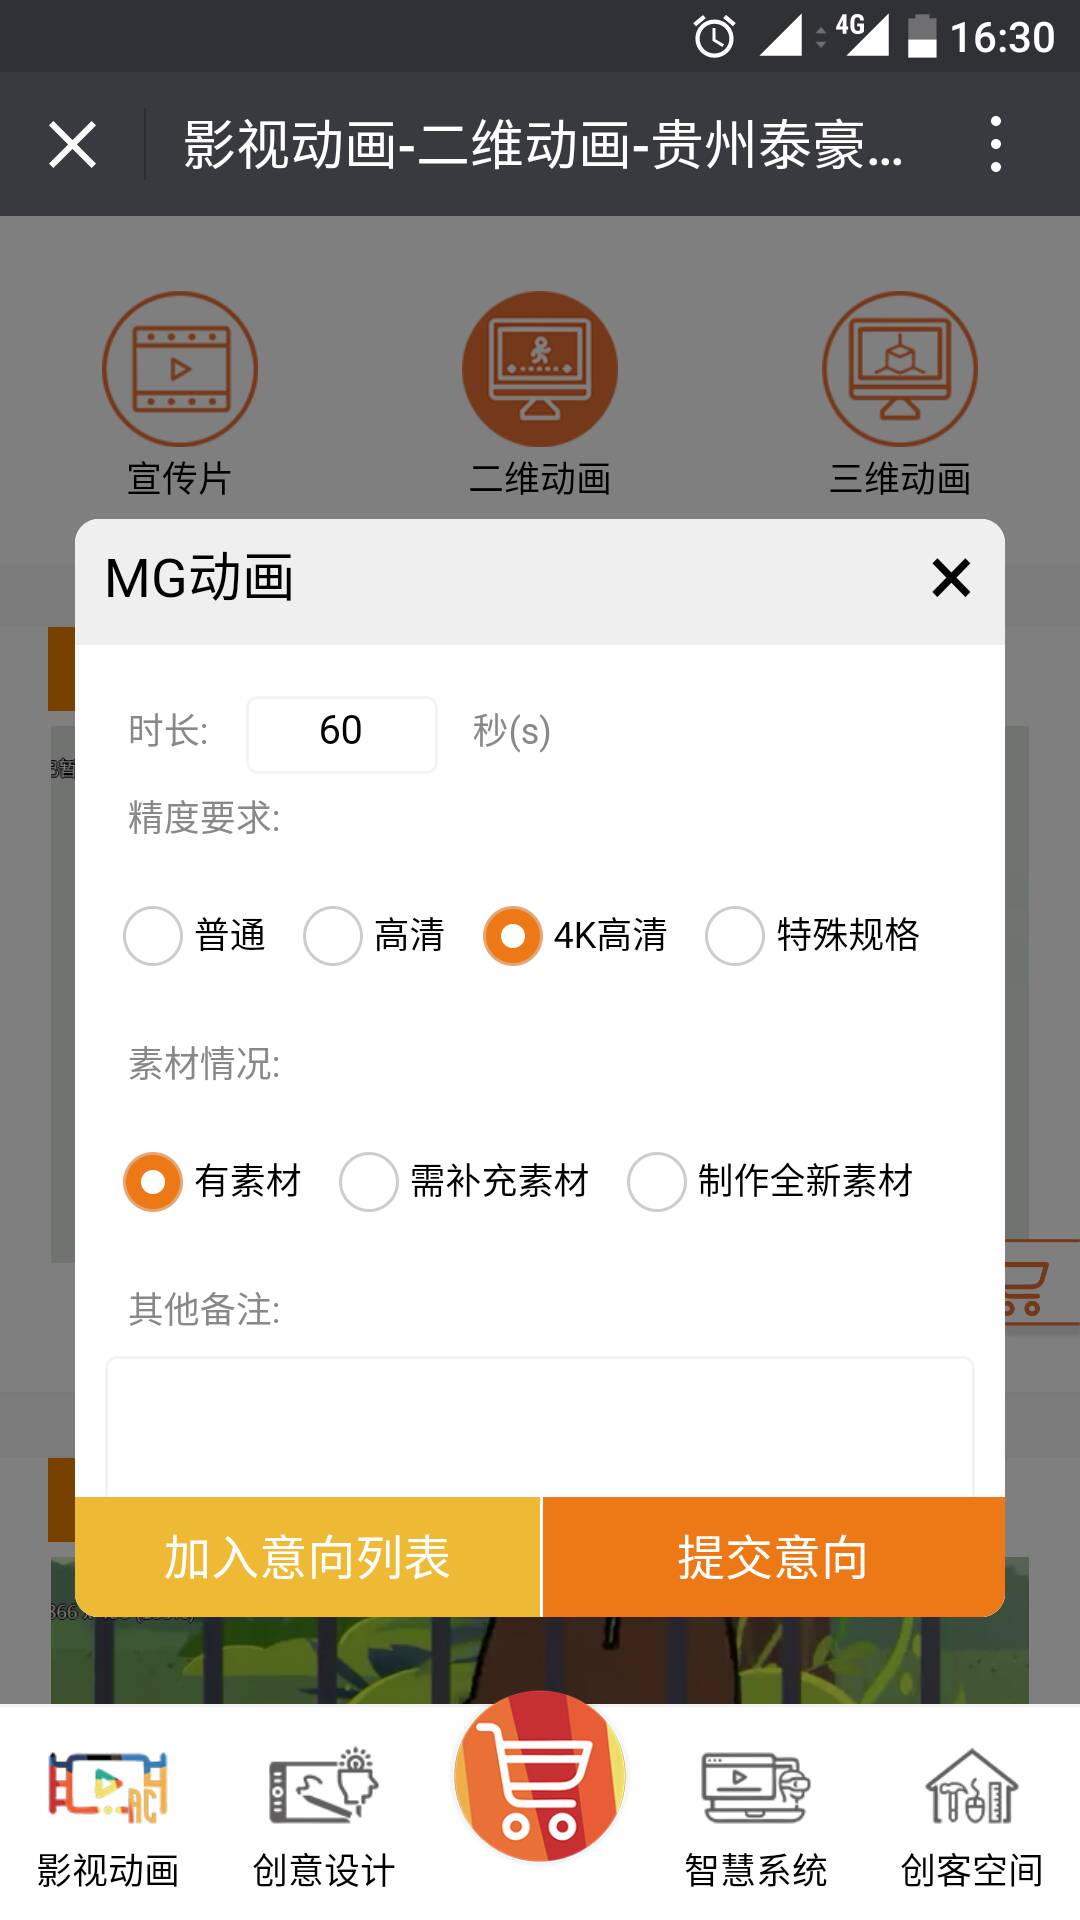 4G 16:30
影视动画-二维动画-贵州泰豪...
宣传片 二维动画 三维动画
MG动画
时长: 60 秒(s)
精度要求:
普通 高清 4K高清 特殊规格
素材情况:
有素材 需补充素材 制作全新素材
其他备注:
加入意向列表 提交意向
影视动画 创意设计 智慧系统 创客空间